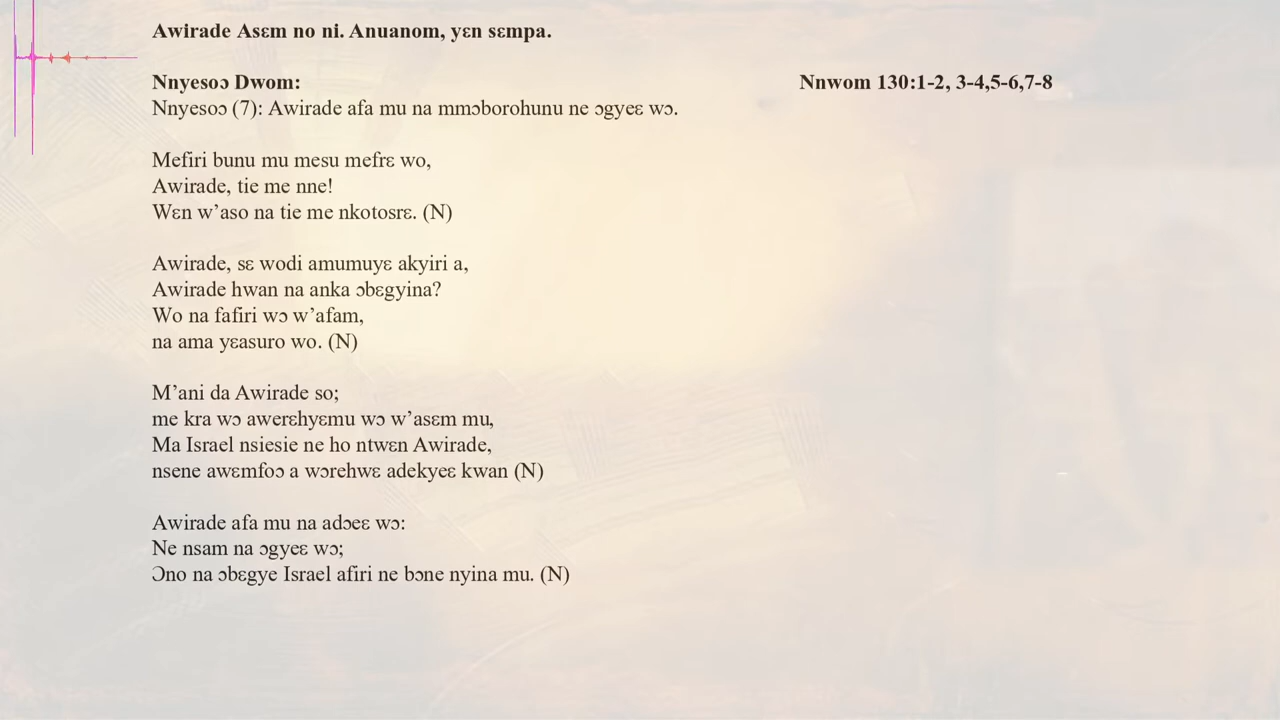 Awirade Asɛm no ni. Anuanom, yɛn sɛmpa.
Nnyesoɔ Dwom: Nnwom 130:1-2, 3-4,5-6,7-8
Nnyesoɔ (7): Awirade afa mu na mmɔborohunu ne ɔgyeɛ wɔ.
Mefiri bunu mu mesu mefrɛ wo,
Awirade, tie me nne!
Wɛn w’aso na tie me nkotosrɛ. (N)
Awirade, sɛ wodi amumuyɛ akyiri a,
Awirade hwan na anka ɔbɛgyina?
Wo na fafiri wɔ w’afam,
na ama yɛasuro wo. (N)
M’ani da Awirade so;
me kra wɔ awerɛhyɛmu wɔ w’asɛm mu,
Ma Israel nsiesie ne ho ntwɛn Awirade,
nsene awɛmfoɔ a wɔrehwɛ adekyeɛ kwan (N)
Awirade afa mu na adɔeɛ wɔ:
Ne nsam na ɔgyeɛ wɔ;
Ɔno na ɔbɛgye Israel afiri ne bɔne nyina mu. (N)